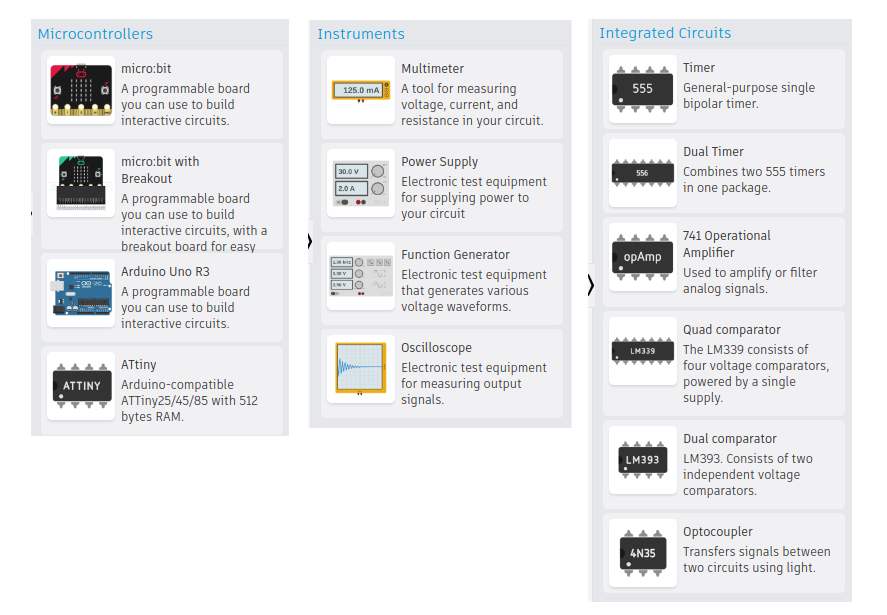 Microcontrollers
micro:bit
A programmable board
you can use to build
interactive circuits.
micro:bit with
Breakout
A programmable board
you can use to build
interactive circuits, with a
breakout board for easy
Arduino Uno R3
A programmable board
you can use to build
interactive circuits.
ATTINY
ATtiny
Arduino-compatible
ATTiny25/45/85 with 512
bytes RAM.
Instruments
125.0 mA
Multimeter
A tool for measuring
voltage, current, and
resistance in your circuit.
30.0 V
2.0 A
Power Supply
Electronic test equipment
for supplying power to
your circuit
Function Generator
Electronic test equipment
that generates various
voltage waveforms.
Oscilloscope
Electronic test equipment
for measuring output
signals.
Integrated Circuits
555
Timer
General-purpose single
bipolar timer.
556
Dual Timer
Combines two 555 timers
in one package.
opAmp
741 Operational
Amplifier
Used to amplify or filter
analog signals.
LM339
Quad comparator
The LM339 consists of
four voltage comparators,
powered by a single
supply.
LM393
Dual comparator
LM393. Consists of two
independent voltage
comparators.
4N35
Optocoupler
Transfers signals between
two circuits using light.